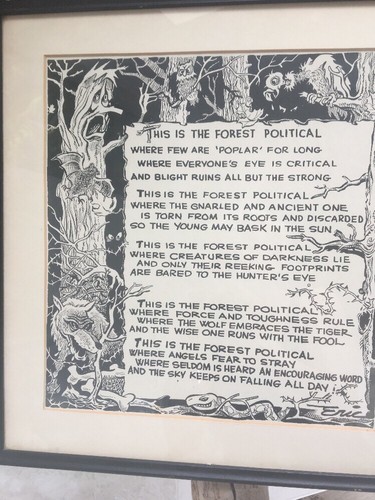 THIS IS THE FOREST POLITICAL
WHERE FEW ARE 'POPLAR' FOR LONG
WHERE EVERYONE'S EYE IS CRITICAL
AND BLIGHT RUINS ALL BUT THE STRONG
THIS IS THE FOREST POLITICAL
WHERE THE GNARLED AND ANCIENT ONE
IS TORN FROM ITS ROOTS AND DISCARDED
SO THE YOUNG MAY BASK IN THE SUN
THIS IS THE FOREST POLITICAL
WHERE CREATURES OF DARKNESS LIE
AND ONLY THEIR REEKING FOOTPRINTS
ARE BARED TO THE HUNTER'S EYE
THIS IS THE FOREST POLITICAL
WHERE FORCE AND TOUGHNESS RULE
WHERE THE WOLF EMBRACES THE TIGER
AND THE WISE ONE RUNS WITH THE FOOL
THIS IS THE FOREST POLITICAL
WHERE ANGELS FEAR TO STRAY
WHERE SELDOM IS HEARD AN ENCOURAGING WORD
AND THE SKY KEEPS ON FALLING ALL DAY
Eric